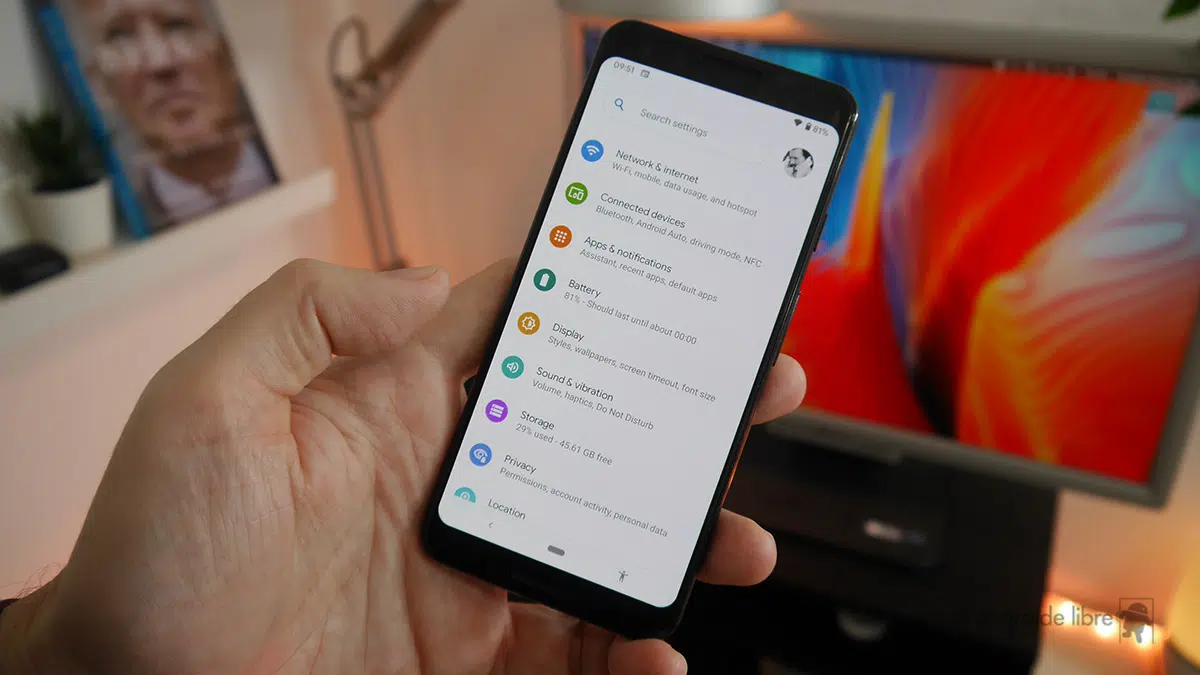 09:51
81%
Search settings
Network & internet
Wi-Fi, mobile, data usage, and hotspot
Connected devices
Bluetooth, Android Auto, driving mode, NFC
Apps & notifications
Assistant, recent apps, default apps
Battery
81% - Should last until about 00:00
Display
Styles, wallpapers, screen timeout, font size
Sound & vibration
Volume, haptics, Do Not Disturb
Storage
29% used - 45.61 GB free
Privacy
Permissions, account activity, personal data
Location
de libre